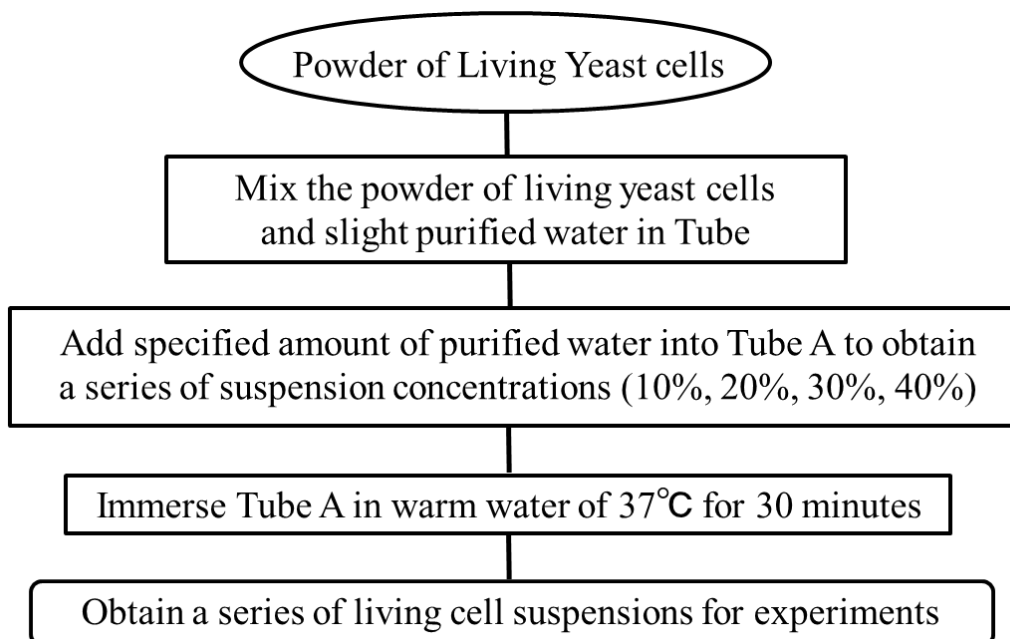 Powder of Living Yeast cells
Mix the powder of living yeast cells
and slight purified water in Tube
Add specified amount of purified water into Tube A to obtain
a series of suspension concentrations (10%, 20%, 30%, 40%)
Immerse Tube A in warm water of 37℃ for 30 minutes
Obtain a series of living cell suspensions for experiments